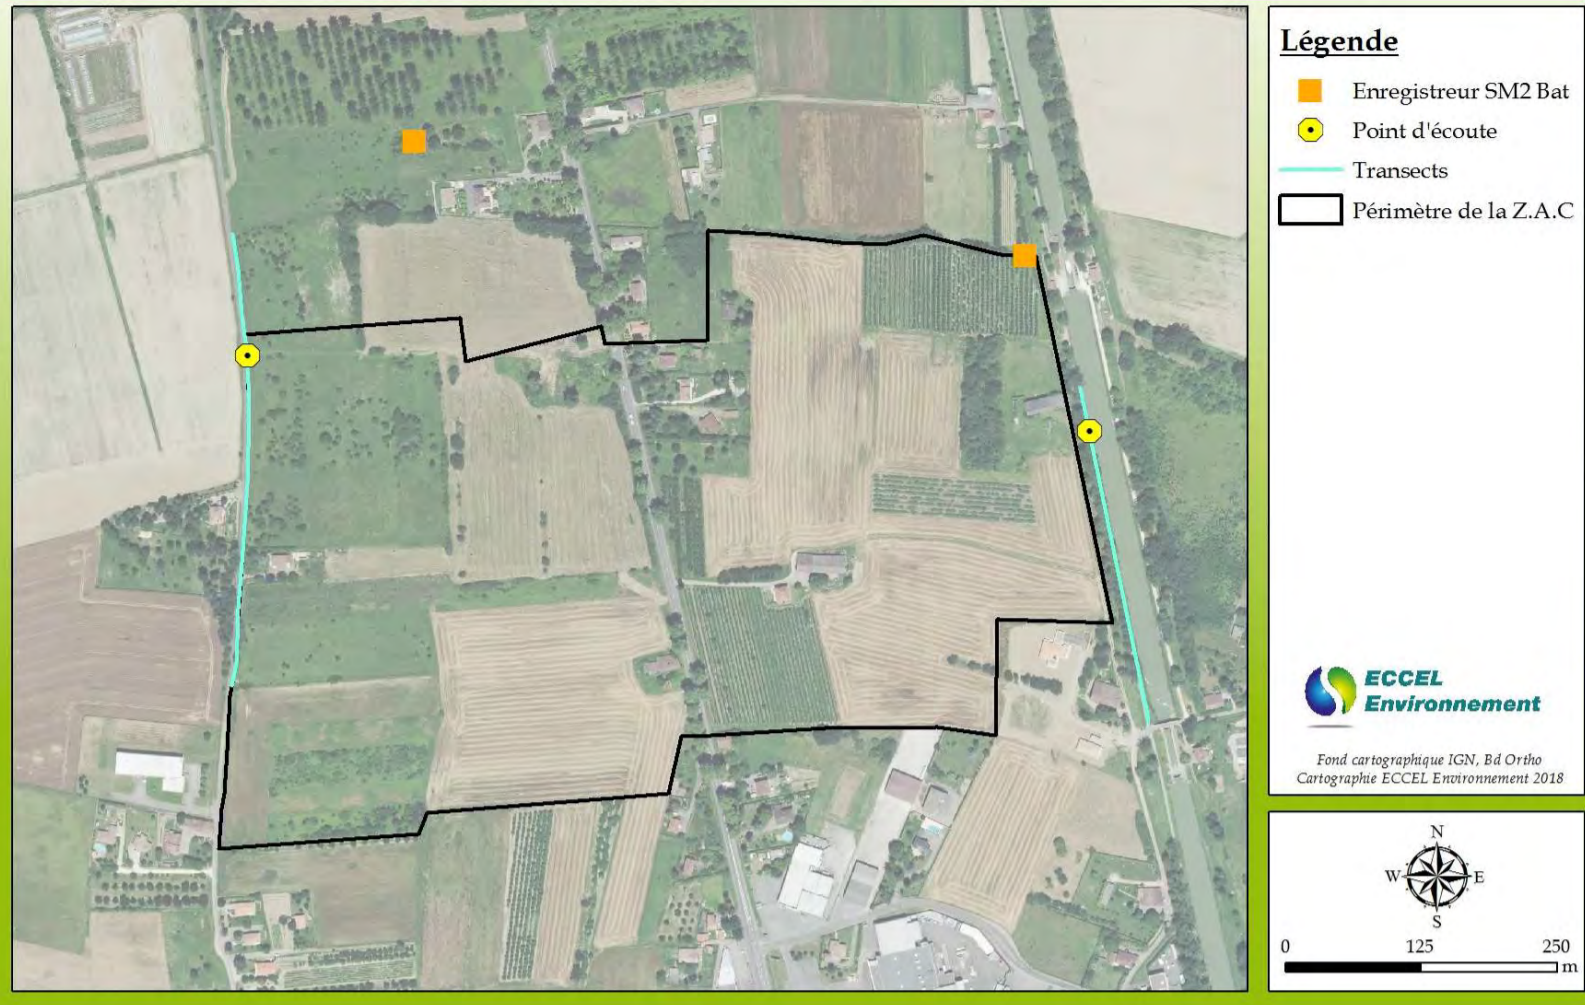 Légende
Enregistreur SM2 Bat
Point d'écoute
Transects
Périmètre de la Z.A.C
ECCEL
Environnement
Fond cartographique IGN, Bd Ortho
Cartographie ECCEL Environnement 2018
N
W E
S
0 125 250
m